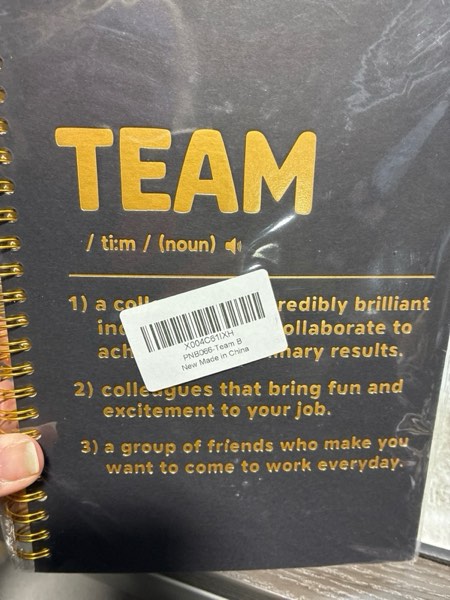 TEAM
/ ti:m / (noun)
1) a coll redibly brilliant
ollaborate to
ach nary results.
X004C61IXH
PNB066-Team B
New Made in China
2) colleagues that bring fun and
excitement to your job.
3) a group of friends who make you
want to come to work everyday.